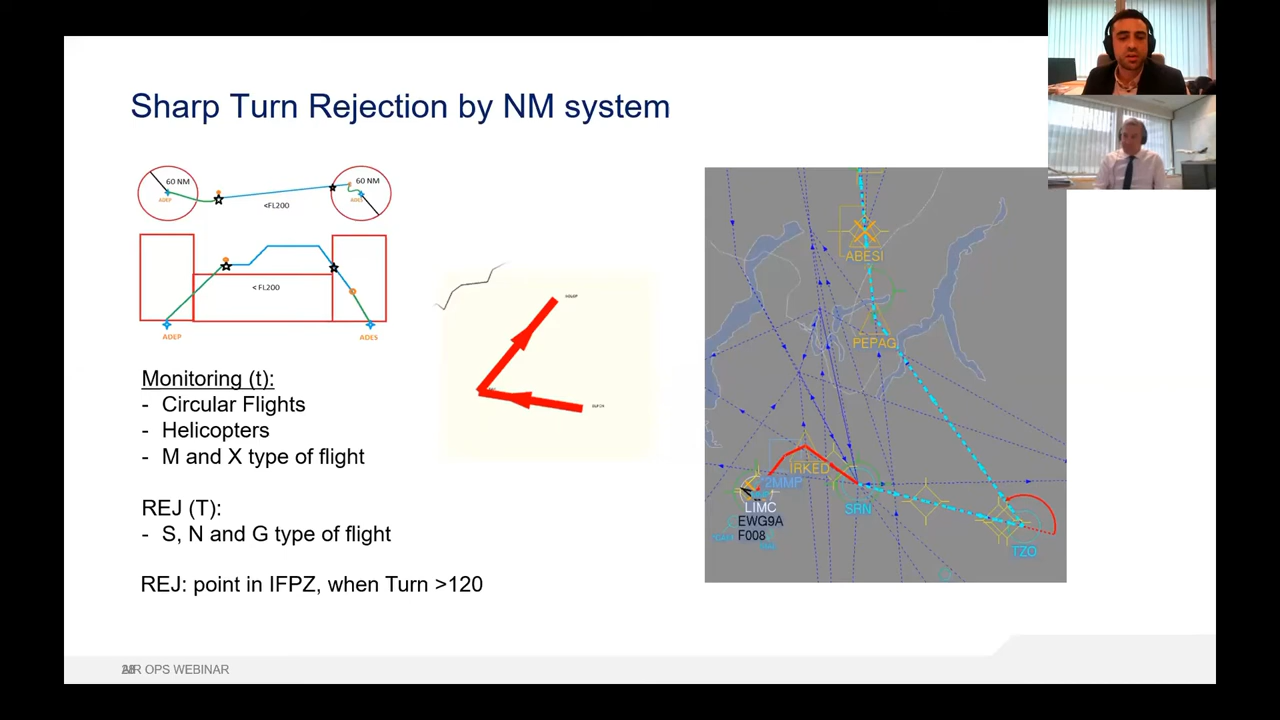 Sharp Turn Rejection by NM system
60 NM
60 NM
ADEP
ADES
<FL200
< FL200
ADEP
ADES
Monitoring (t):
- Circular Flights
- Helicopters
- M and X type of flight
REJ (T):
- S, N and G type of flight
REJ: point in IFPZ, when Turn >120
ABESI
PEPAG
IRKED
2MMP
LIMC
SRN
EWG9A
F008
TZO
AIR OPS WEBINAR